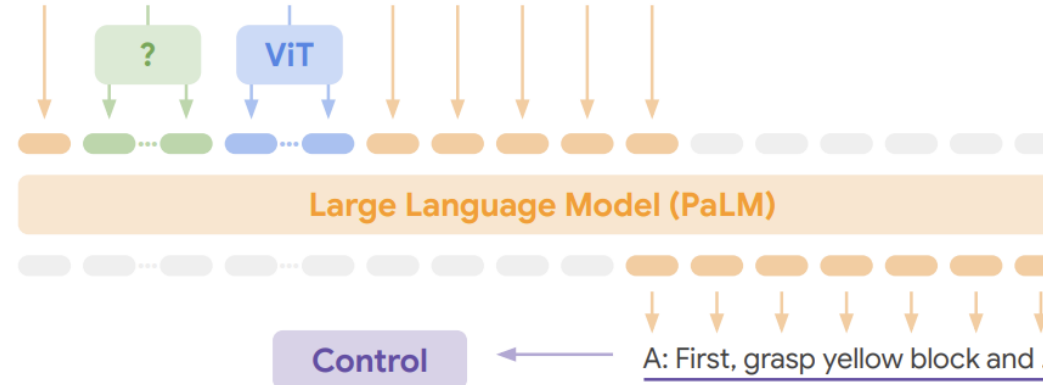 ?
ViT
Large Language Model (PaLM)
Control
A: First, grasp yellow block and